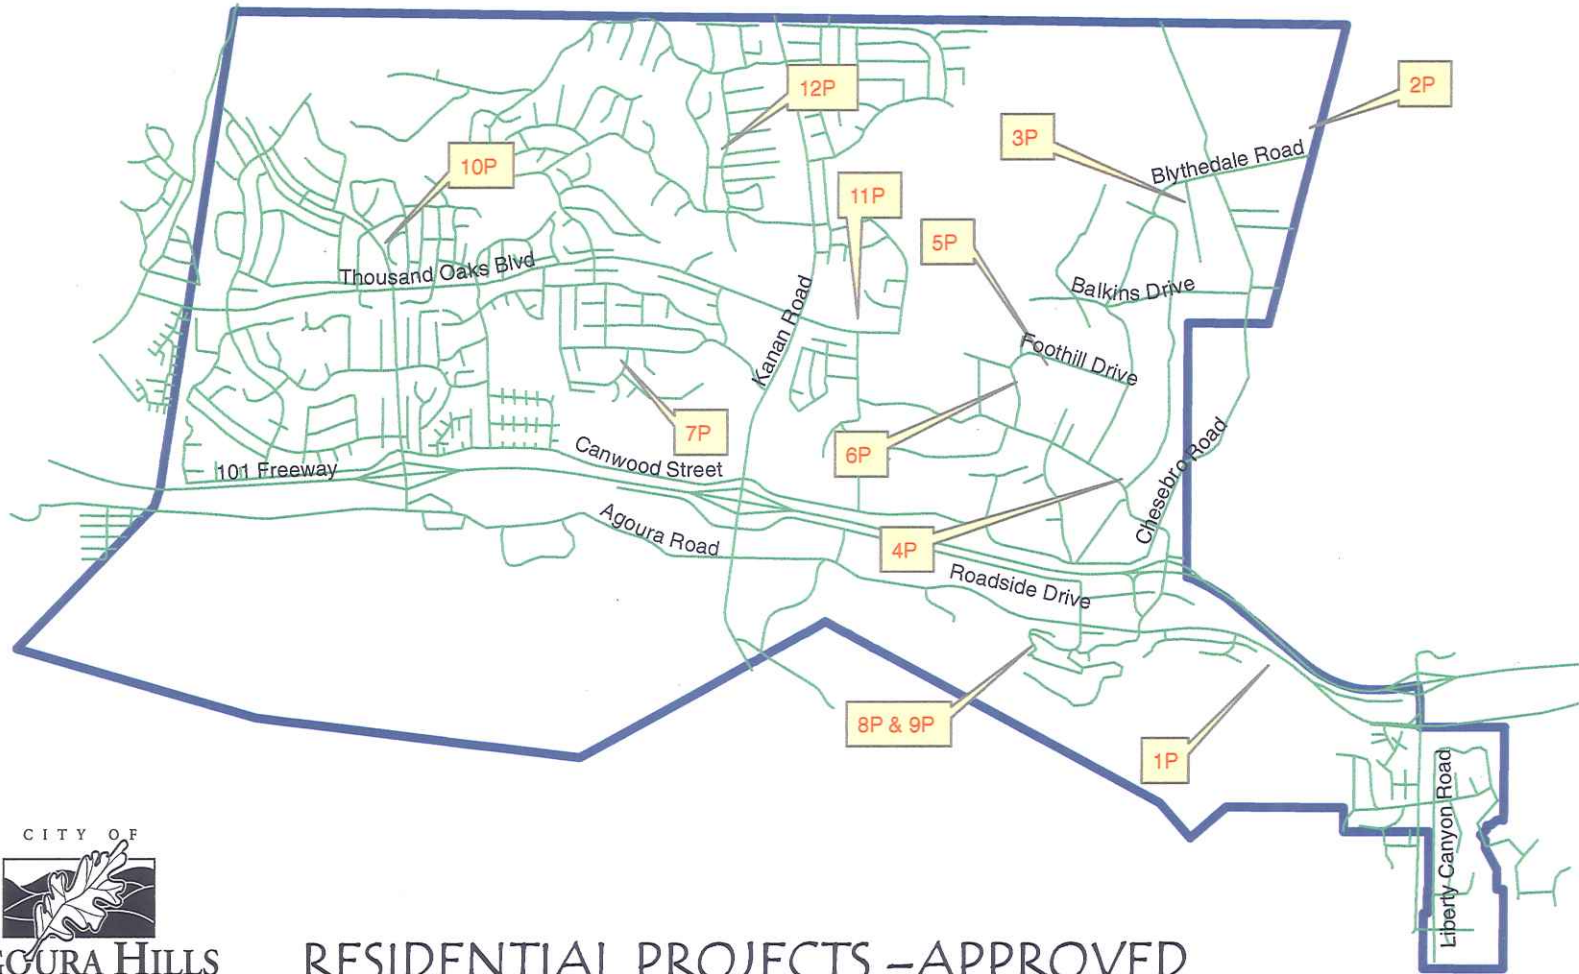 12P
2P
3P
10P
Blythedale Road
11P
5P
Thousand Oaks Blvd
Balkins Drive
Kanan Road
Foothill Drive
7P
6P
Canwood Street
101 Freeway
Chesebro Road
Agoura Road
4P
Roadside Drive
8P & 9P
1P
Liberty Canyon Road
CITY OF
GOURA HILLS
RESIDENTIAL PROJECTS -APPROVED